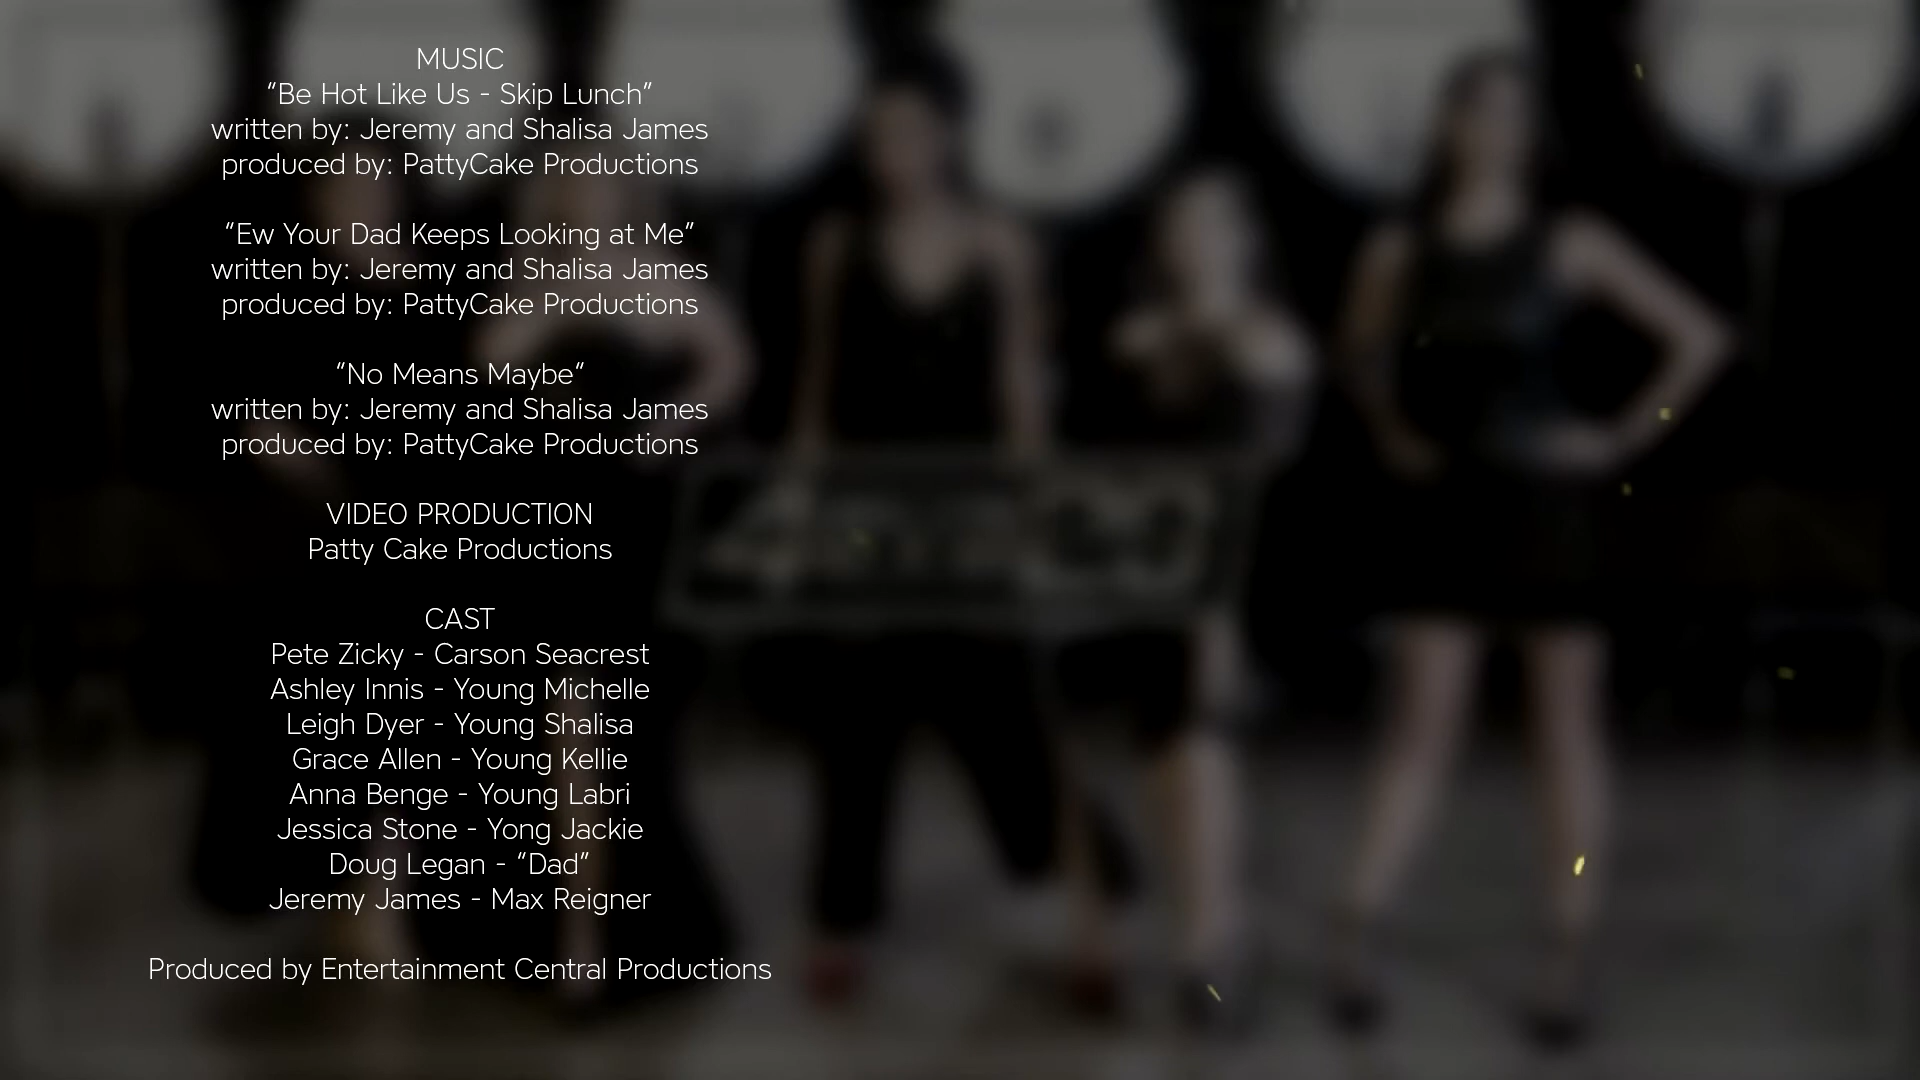 MUSIC
“Be Hot Like Us - Skip Lunch”
written by: Jeremy and Shalisa James
produced by: PattyCake Productions
“Ew Your Dad Keeps Looking at Me”
written by: Jeremy and Shalisa James
produced by: PattyCake Productions
“No Means Maybe“
written by: Jeremy and Shalisa James
produced by: PattyCake Productions
VIDEO PRODUCTION
Patty Cake Productions
CAST
Pete Zicky - Carson Seacrest
Ashley Innis - Young Michelle
Leigh Dyer - Young Shalisa
Grace Allen - Young Kellie
Anna Benge - Young Labri
Jessica Stone - Yong Jackie
Doug Legan - “Dad”
Jeremy James - Max Reigner
Produced by Entertainment Central Productions